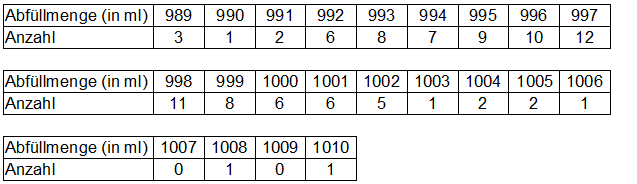 Abfüllmenge (in ml) 989 990 991 992 993 994 995 996 997
Anzahl 3 1 2 6 8 7 9 10 12
Abfüllmenge (in ml) 998 999 1000 1001 1002 1003 1004 1005 1006
Anzahl 11 8 6 6 5 1 2 2 1
Abfüllmenge (in ml) 1007 1008 1009 1010
Anzahl 0 1 0 1